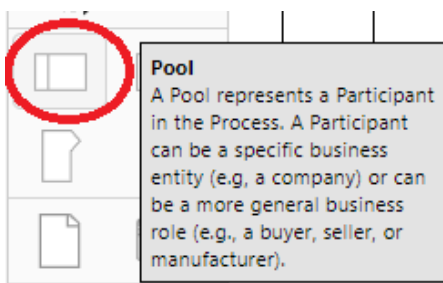 Pool
A Pool represents a Participant
in the Process. A Participant
can be a specific business
entity (e.g, a company) or can
be a more general business
role (e.g., a buyer, seller, or
manufacturer).